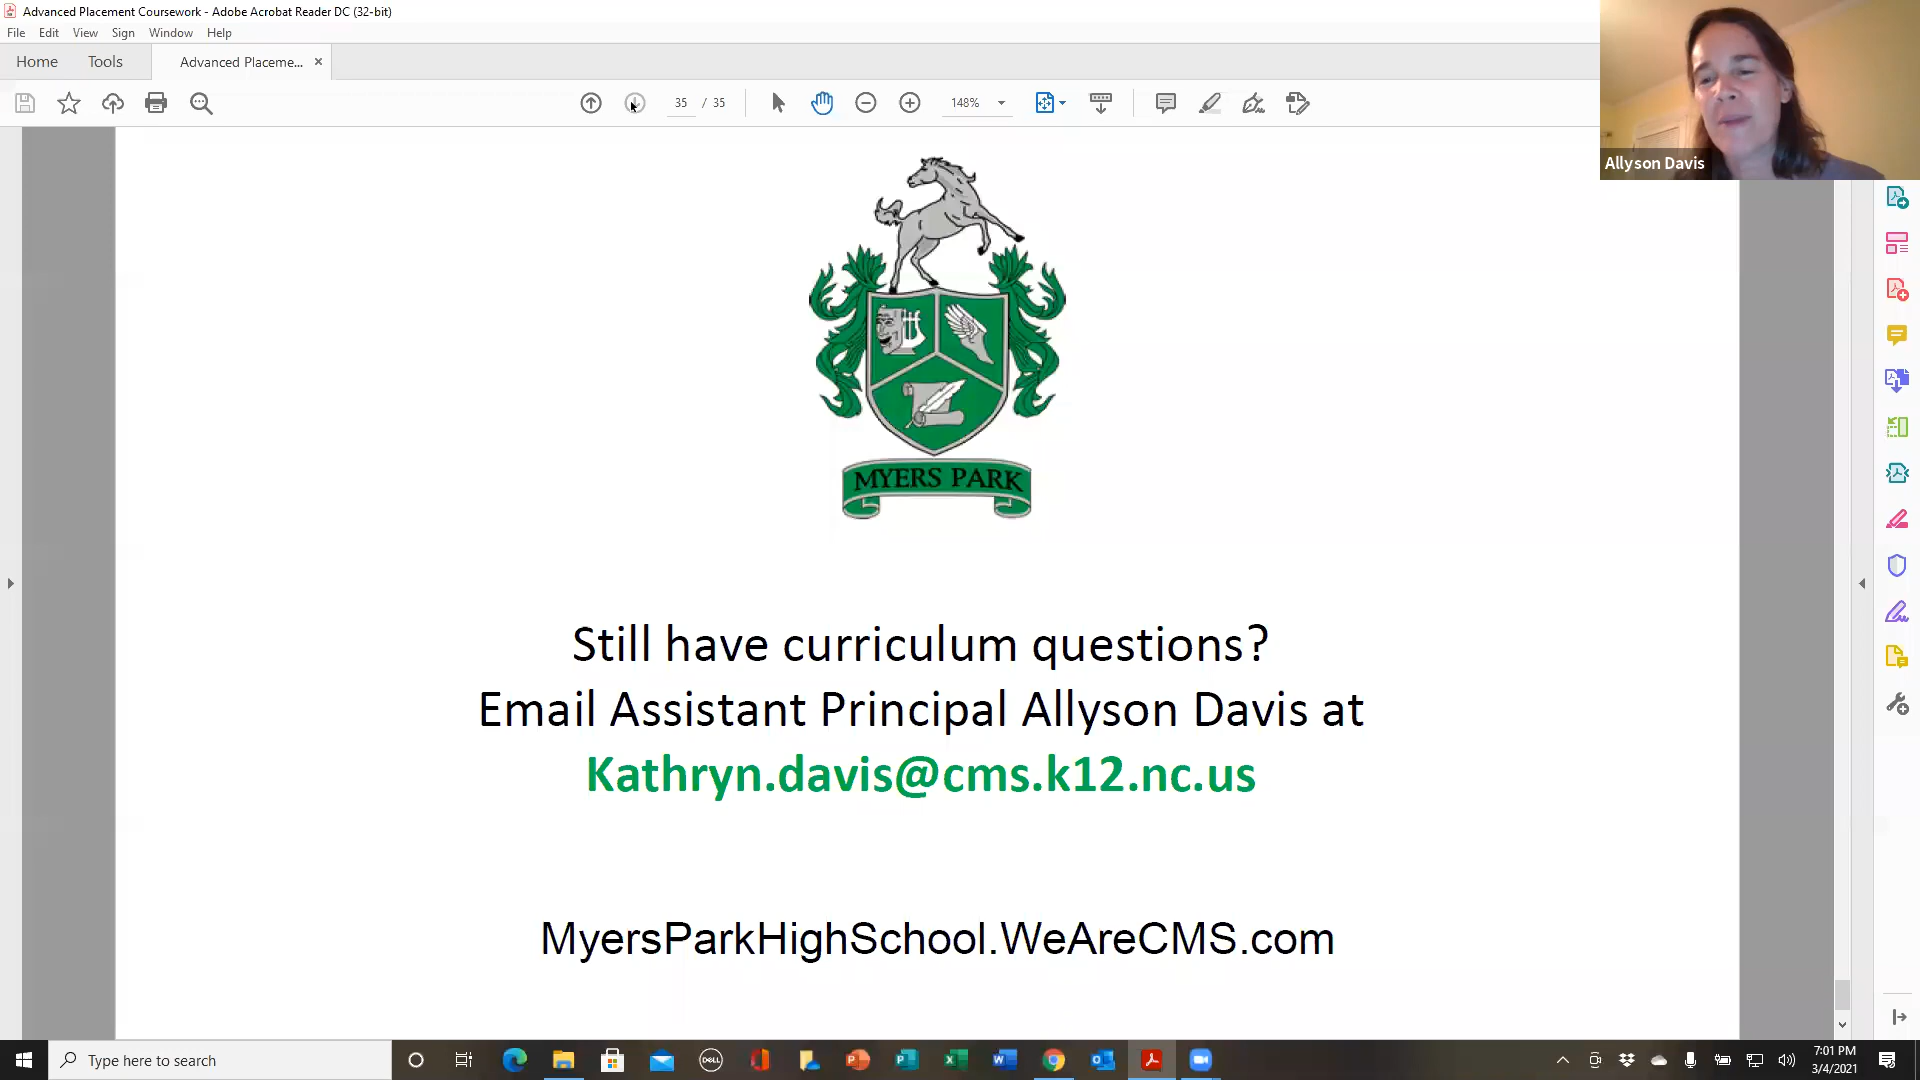 Advanced Placement Coursework - Adobe Acrobat Reader DC (32-bit)
File Edit View Sign Window Help
Home Tools Advanced Placeme... ×
35 / 35 148%
Allyson Davis
MYERS PARK
Still have curriculum questions?
Email Assistant Principal Allyson Davis at
Kathryn.davis@cms.k12.nc.us
MyersParkHighSchool.WeAreCMS.com
Type here to search
DELL
7:01 PM
3/4/2021